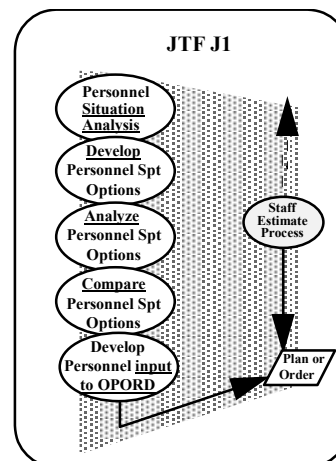 JTF J1
Personnel
Situation
Analysis
Develop
Personnel Spt
Options
Analyze
Personnel Spt
Options
Compare
Personnel Spt
Options
Develop
Personnel input
to OPORD
Staff
Estimate
Process
Plan or
Order